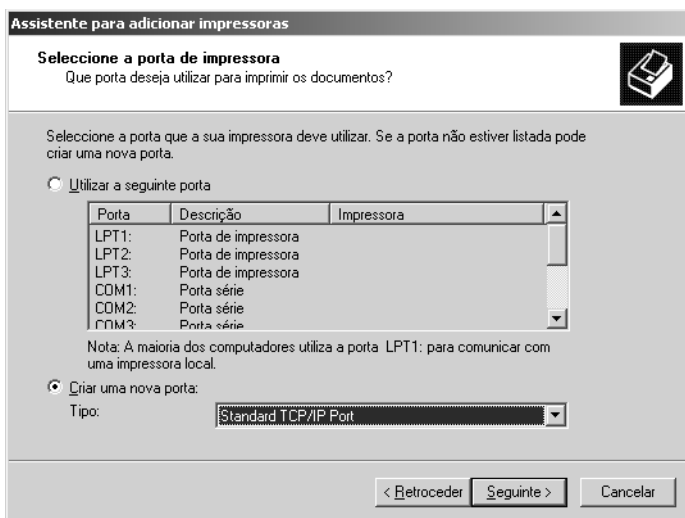 Assistente para adicionar impressoras
Seleccione a porta de impressora
Que porta deseja utilizar para imprimir os documentos?
Seleccione a porta que a sua impressora deve utilizar. Se a porta não estiver listada pode
criar uma nova porta.
Utilizar a seguinte porta
Porta Descrição Impressora
LPT1: Porta de impressora
LPT2: Porta de impressora
LPT3: Porta de impressora
COM1: Porta série
COM2: Porta série
COM3: Porta série
Nota: A maioria dos computadores utiliza a porta LPT1: para comunicar com
uma impressora local.
Criar uma nova porta:
Tipo: Standard TCP/IP Port
< Retroceder Seguinte > Cancelar